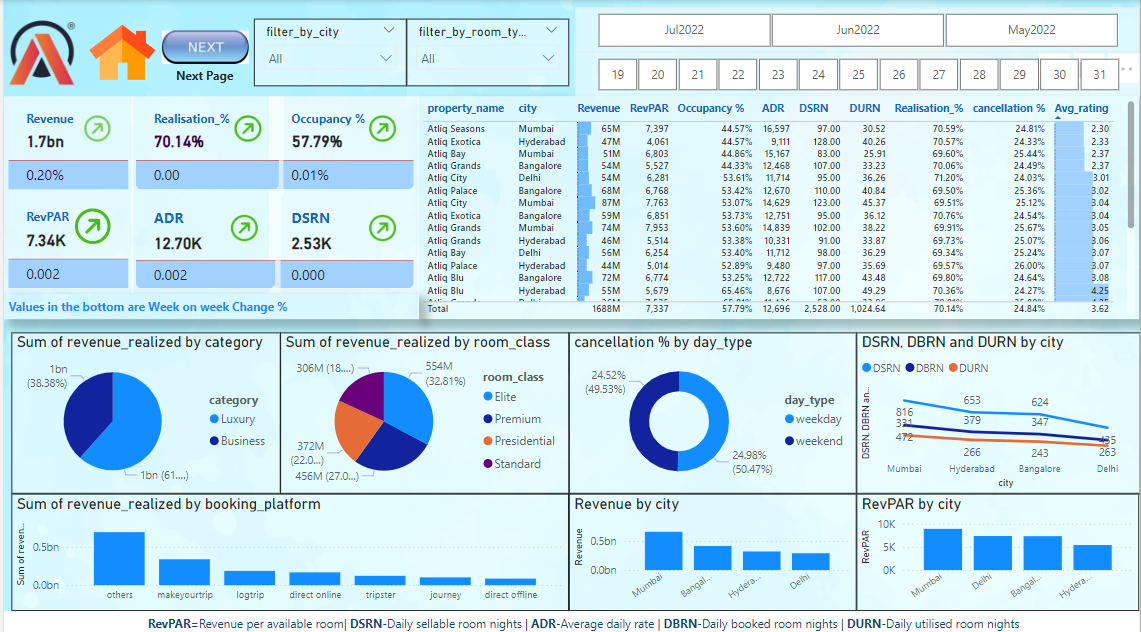 ®
NEXT
Next Page
filter_by_city
All
filter_by_room_ty...
All
Jul2022
Jun2022
May2022
19 20 21 22 23 24 25 26 27 28 29 30 31
Revenue
1.7bn
0.20%
Realisation_%
70.14%
0.00
Occupancy %
57.79%
0.01%
RevPAR
7.34K
0.002
ADR
12.70K
0.002
DSRN
2.53K
0.000
Values in the bottom are Week on week Change %
property_name city Revenue RevPAR Occupancy % ADR DSRN DURN Realisation_% cancellation % Avg_rating
Atliq Seasons Mumbai 65M 7,397 44.57% 16,597 97.00 30.52 70.59% 24.81% 2.30
Atliq Exotica Hyderabad 47M 4,061 44.57% 9,111 128.00 40.26 70.57% 24.33% 2.33
Atliq Bay Mumbai 51M 6,803 44.86% 15,167 83.00 25.91 69.60% 25.44% 2.37
Atliq Grands Bangalore 54M 5,527 44.33% 12,468 107.00 33.23 70.06% 24.49% 2.37
Atliq City Delhi 54M 6,281 53.61% 11,714 95.00 36.26 71.20% 24.03% 3.01
Atliq Palace Bangalore 68M 6,768 53.42% 12,670 110.00 40.84 69.50% 25.36% 3.02
Atliq City Mumbai 87M 7,763 53.07% 14,629 123.00 45.37 69.51% 25.12% 3.04
Atliq Exotica Bangalore 59M 6,851 53.73% 12,751 95.00 36.12 70.76% 24.54% 3.04
Atliq Grands Mumbai 74M 7,953 53.60% 14,839 102.00 38.22 69.91% 25.67% 3.05
Atliq Grands Hyderabad 46M 5,514 53.38% 10,331 91.00 33.87 69.73% 25.07% 3.06
Atliq Bay Delhi 56M 6,254 53.40% 11,712 98.00 36.29 69.34% 25.24% 3.07
Atliq Palace Hyderabad 44M 5,014 52.89% 9,480 97.00 35.69 69.57% 26.00% 3.07
Atliq Blu Bangalore 72M 6,774 53.25% 12,722 117.00 43.48 69.80% 24.64% 3.08
Atliq Blu Hyderabad 55M 5,679 65.46% 8,676 107.00 49.29 70.36% 24.27% 4.25
Total 1688M 7,337 57.79% 12,696 2,528.00 1,024.64 70.14% 24.84% 3.62
Sum of revenue_realized by category
1bn
(38.38%)
1bn (61....)
category
Luxury
Business
Sum of revenue_realized by room_class
306M (18....)
554M
(32.81%)
372M
(22.0...)
456M (27.0...)
room_class
Elite
Premium
Presidential
Standard
cancellation % by day_type
24.52%
(49.53%)
24.98%
(50.47%)
day_type
weekday
weekend
DSRN, DBRN and DURN by city
DSRN DBRN DURN
DSRN, DBRN an...
816 653 624 435
331 379 347
472 266 243 263
Mumbai Hyderabad Bangalore Delhi
city
Sum of revenue_realized by booking_platform
Sum of reven...
0.5bn
0.0bn
others makeyourtrip logtrip direct online tripster journey direct offline
Revenue by city
Revenue
0.5bn
0.0bn
Mumbai Bangal... Hydera... Delhi
RevPAR by city
RevPAR
10K
5K
0K
Mumbai Delhi Bangal... Hydera...
RevPAR=Revenue per available room| DSRN-Daily sellable room nights | ADR-Average daily rate | DBRN-Daily booked room nights | DURN-Daily utilised room nights